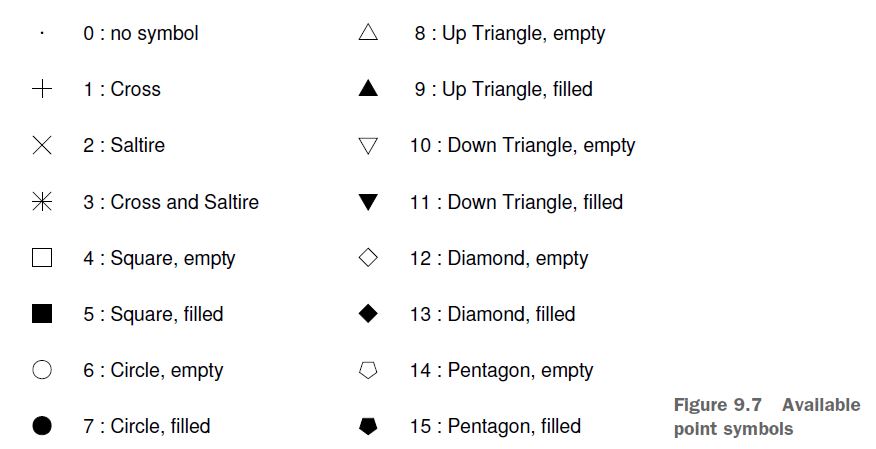 0 : no symbol
1 : Cross
2 : Saltire
3 : Cross and Saltire
4 : Square, empty
5 : Square, filled
6 : Circle, empty
7 : Circle, filled
8 : Up Triangle, empty
9 : Up Triangle, filled
10 : Down Triangle, empty
11 : Down Triangle, filled
12 : Diamond, empty
13 : Diamond, filled
14 : Pentagon, empty
15 : Pentagon, filled
Figure 9.7 Available
point symbols